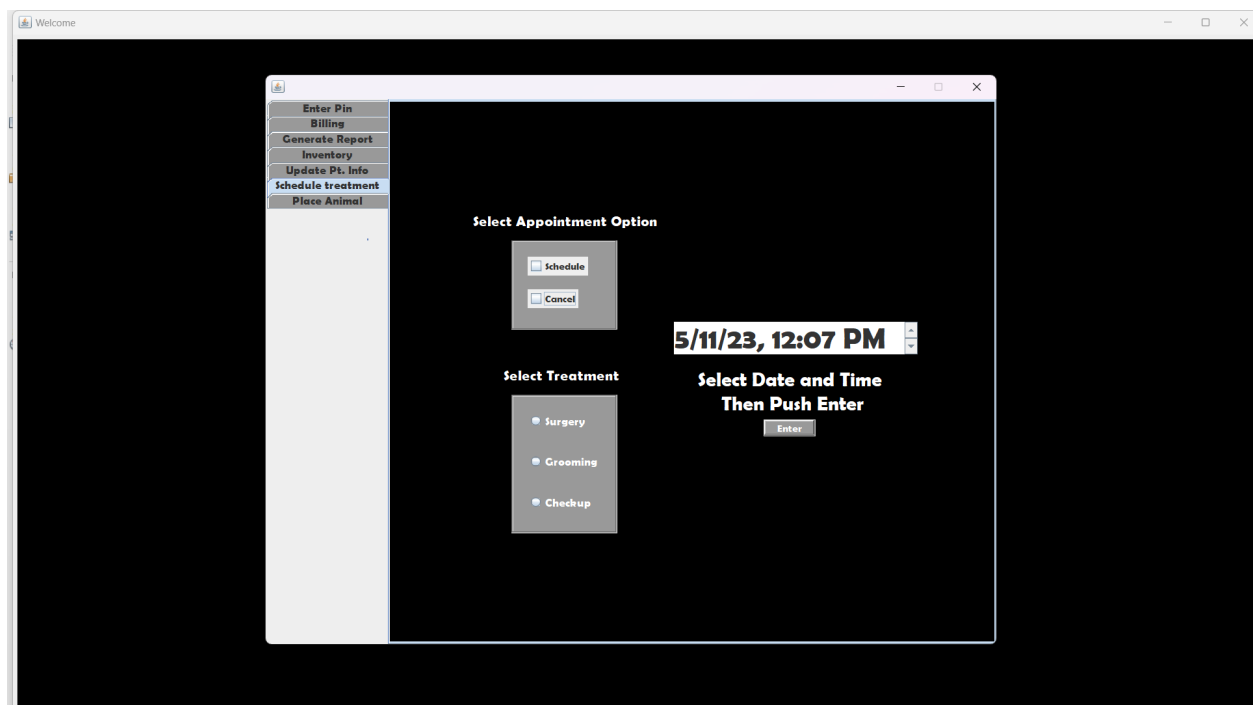 Welcome
Enter Pin
Billing
Generate Report
Inventory
Update Pt. Info
Schedule treatment
Place Animal
Select Appointment Option
Schedule
Cancel
5/11/23, 12:07 PM
Select Treatment
Select Date and Time
Then Push Enter
Enter
Surgery
Grooming
Checkup